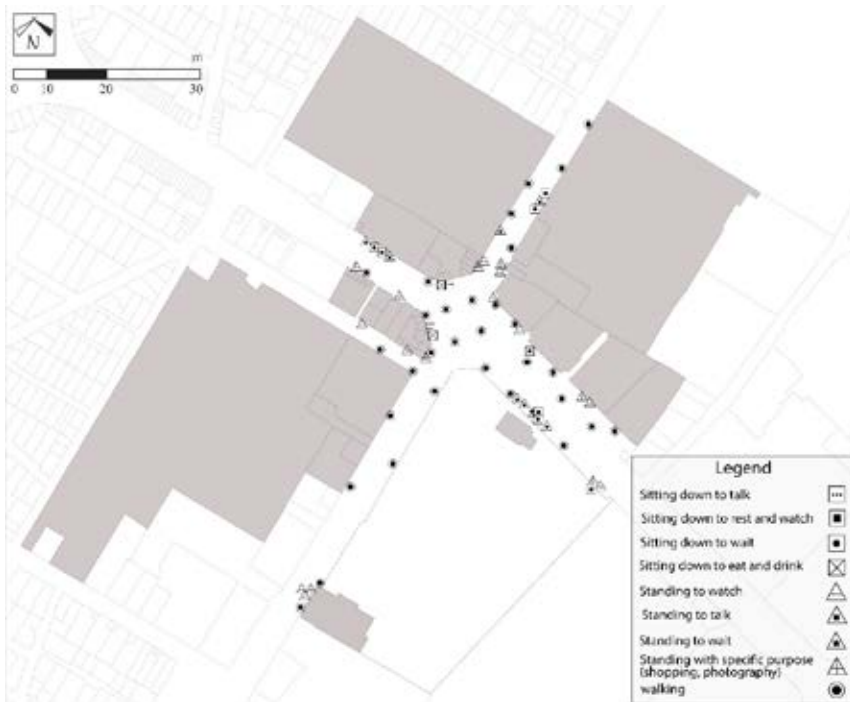 N
m
0 10 20 30
Legend
Sitting down to talk
Sitting down to rest and watch
Sitting down to wait
Sitting down to eat and drink
Standing to watch
Standing to talk
Standing to wait
Standing with specific purpose
(shopping, photography)
walking